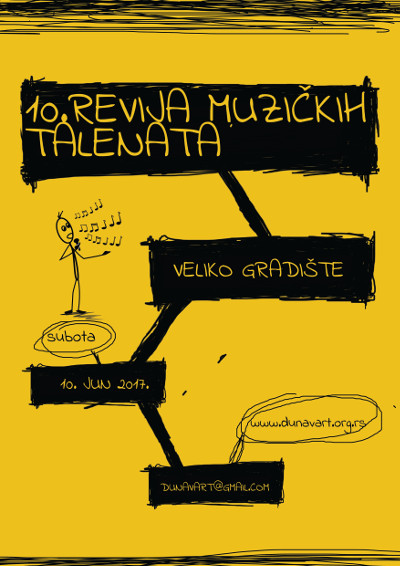 10. REVIJA MUZIČKIH
TALENATA
VELIKO GRADIŠTE
subota
10. JUN 2017.
www.dunavart.org.rs
DUNAVART@GMAIL.COM